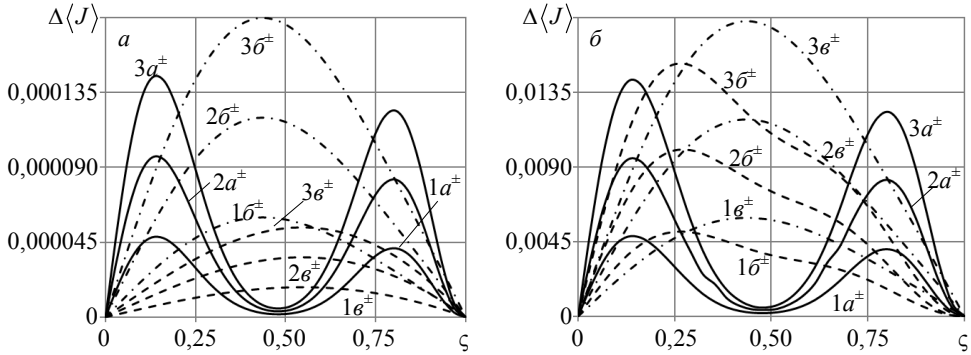 Δ⟨J⟩
а
3а±
3б±
0,000135
2б±
0,000090
2а±
3в±
1а±
1б±
0,000045
2в±
1в±
0
0 0,25 0,50 0,75 ς
Δ⟨J⟩
б
3в±
3б±
0,0135
3а±
2в±
0,0090
2б±
2а±
1в±
0,0045
1б±
1а±
0
0 0,25 0,50 0,75 ς